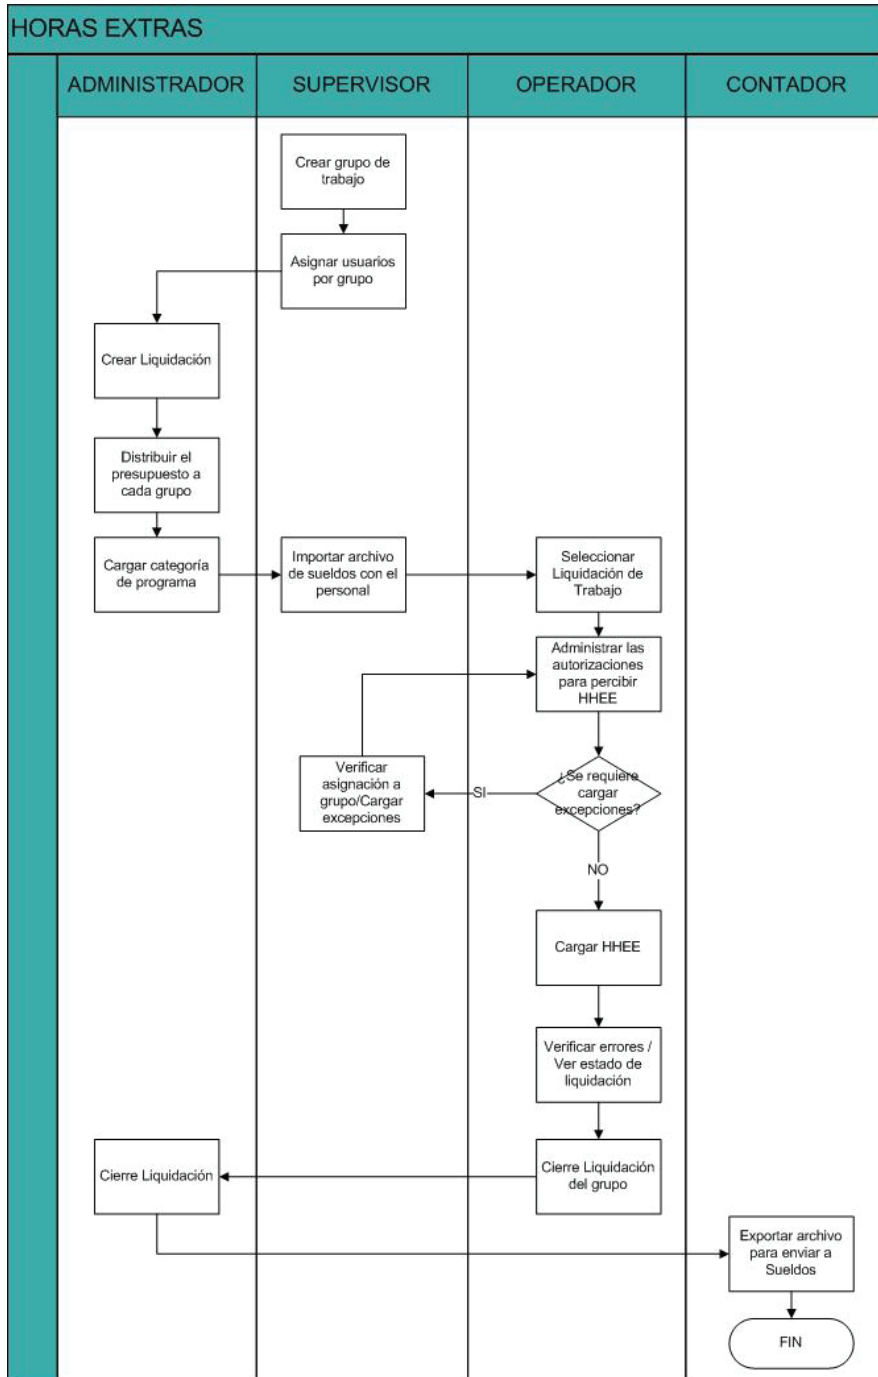 HORAS EXTRAS
ADMINISTRADOR
SUPERVISOR
OPERADOR
CONTADOR
Crear grupo de
trabajo
Asignar usuarios
por grupo
Crear Liquidación
Distribuir el
presupuesto a
cada grupo
Cargar categoría
de programa
Importar archivo
de sueldos con el
personal
Seleccionar
Liquidación de
Trabajo
Administrar las
autorizaciones
para percibir
HHEE
¿Se requiere
cargar
excepciones?
SI
Verificar
asignación a
grupo/Cargar
excepciones
NO
Cargar HHEE
Verificar errores /
Ver estado de
liquidación
Cierre Liquidación
del grupo
Cierre Liquidación
Exportar archivo
para enviar a
Sueldos
FIN